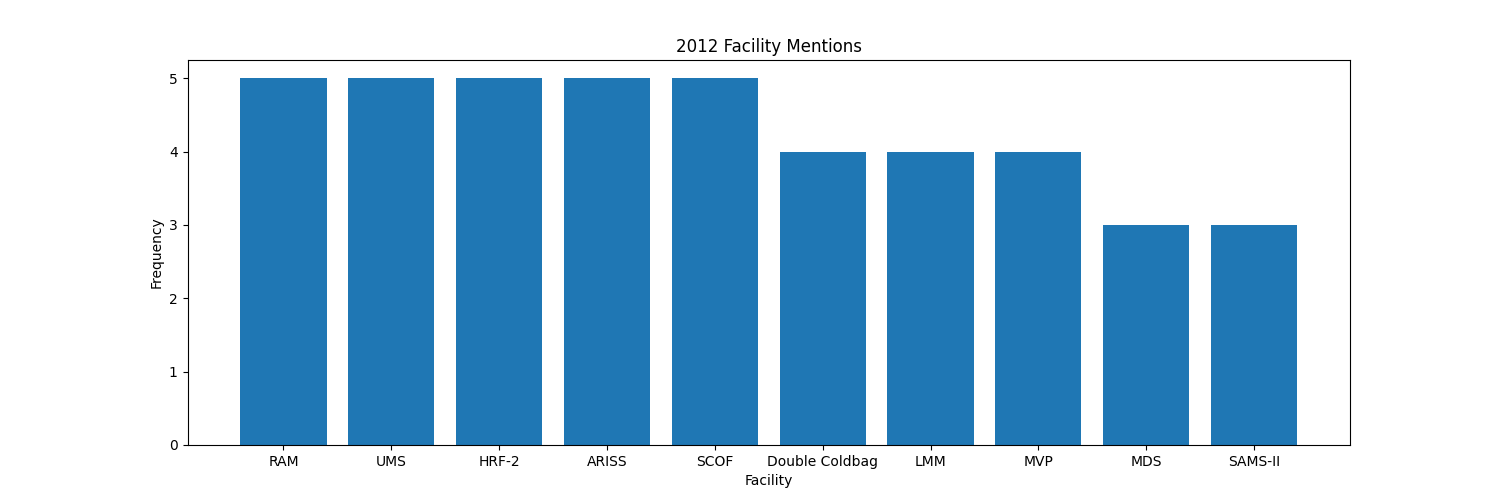 2012 Facility Mentions
Frequency
5
4
3
2
1
0
RAM UMS HRF-2 ARISS SCOF Double Coldbag LMM MVP MDS SAMS-II
Facility